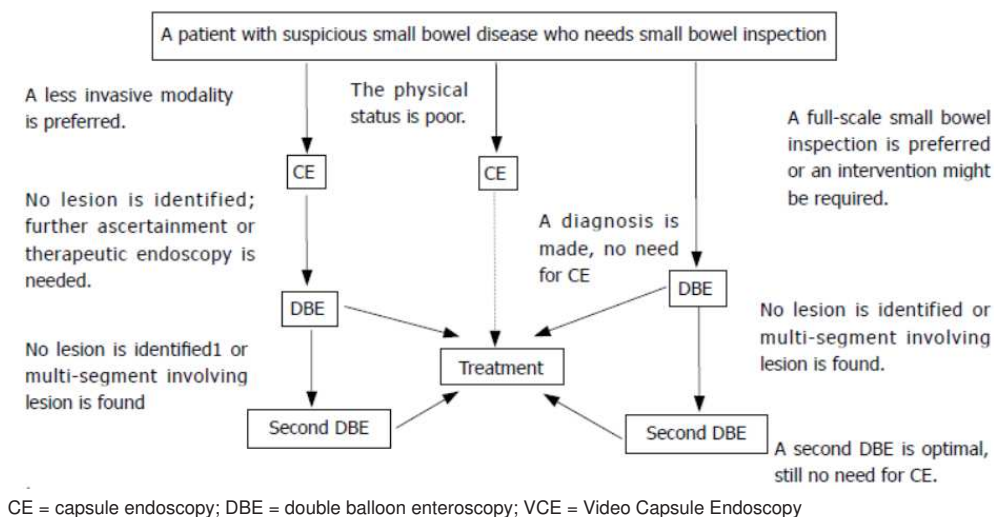 A patient with suspicious small bowel disease who needs small bowel inspection
A less invasive modality
is preferred.
The physical
status is poor.
A full-scale small bowel
inspection is preferred
or an intervention might
be required.
CE
CE
No lesion is identified;
further ascertainment or
therapeutic endoscopy is
needed.
A diagnosis is
made, no need
for CE
DBE
DBE
No lesion is identified or
multi-segment involving
lesion is found.
No lesion is identified1 or
multi-segment involving
lesion is found
Treatment
Second DBE
Second DBE
A second DBE is optimal,
still no need for CE.
CE = capsule endoscopy; DBE = double balloon enteroscopy; VCE = Video Capsule Endoscopy